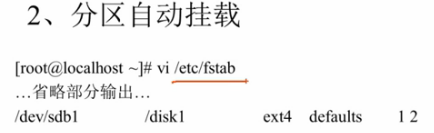 2、分区自动挂载
[root@localhost ~]# vi /etc/fstab
…省略部分输出…
/dev/sdb1 /disk1 ext4 defaults 1 2